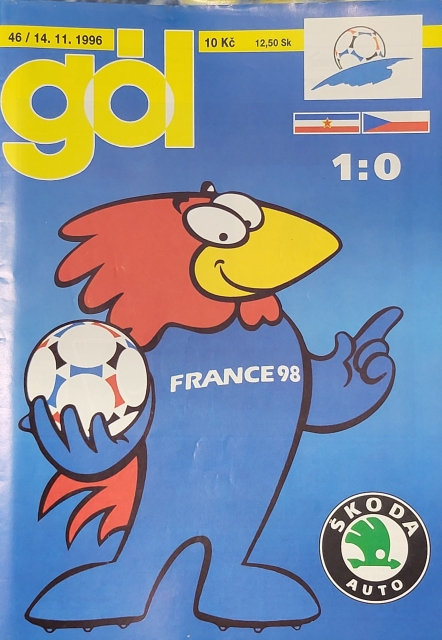 46 / 14. 11. 1996
10 Kč
12,50 Sk
gól
1:0
FRANCE 98
ŠKODA
AUTO